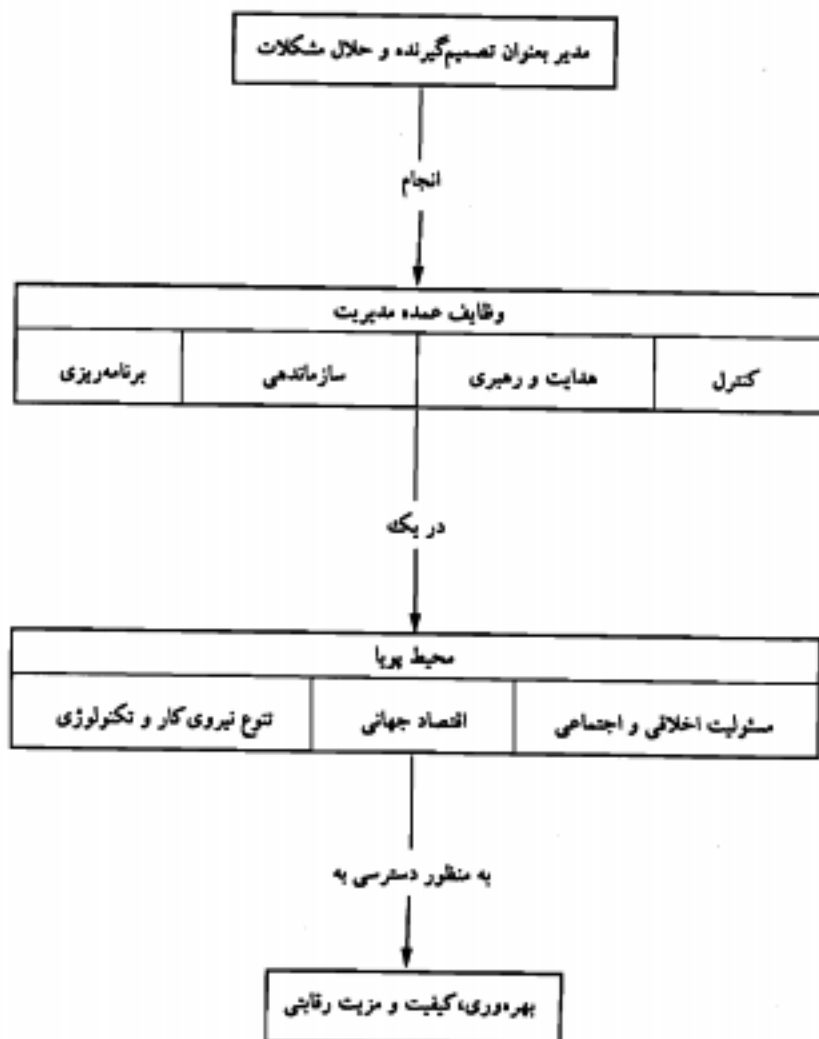 مدیر بعنوان تصمیم‌گیرنده و حلال مشکلات
انجام
وظایف عمده مدیریت
کنترل
هدایت و رهبری
سازماندهی
برنامه‌ریزی
در یک
محیط پویا
مسئولیت اخلاقی و اجتماعی
اقتصاد جهانی
تنوع نیروی‌کار و تکنولوژی
به منظور دسترسی به
بهره‌وری،کیفیت و مزیت رقابتی